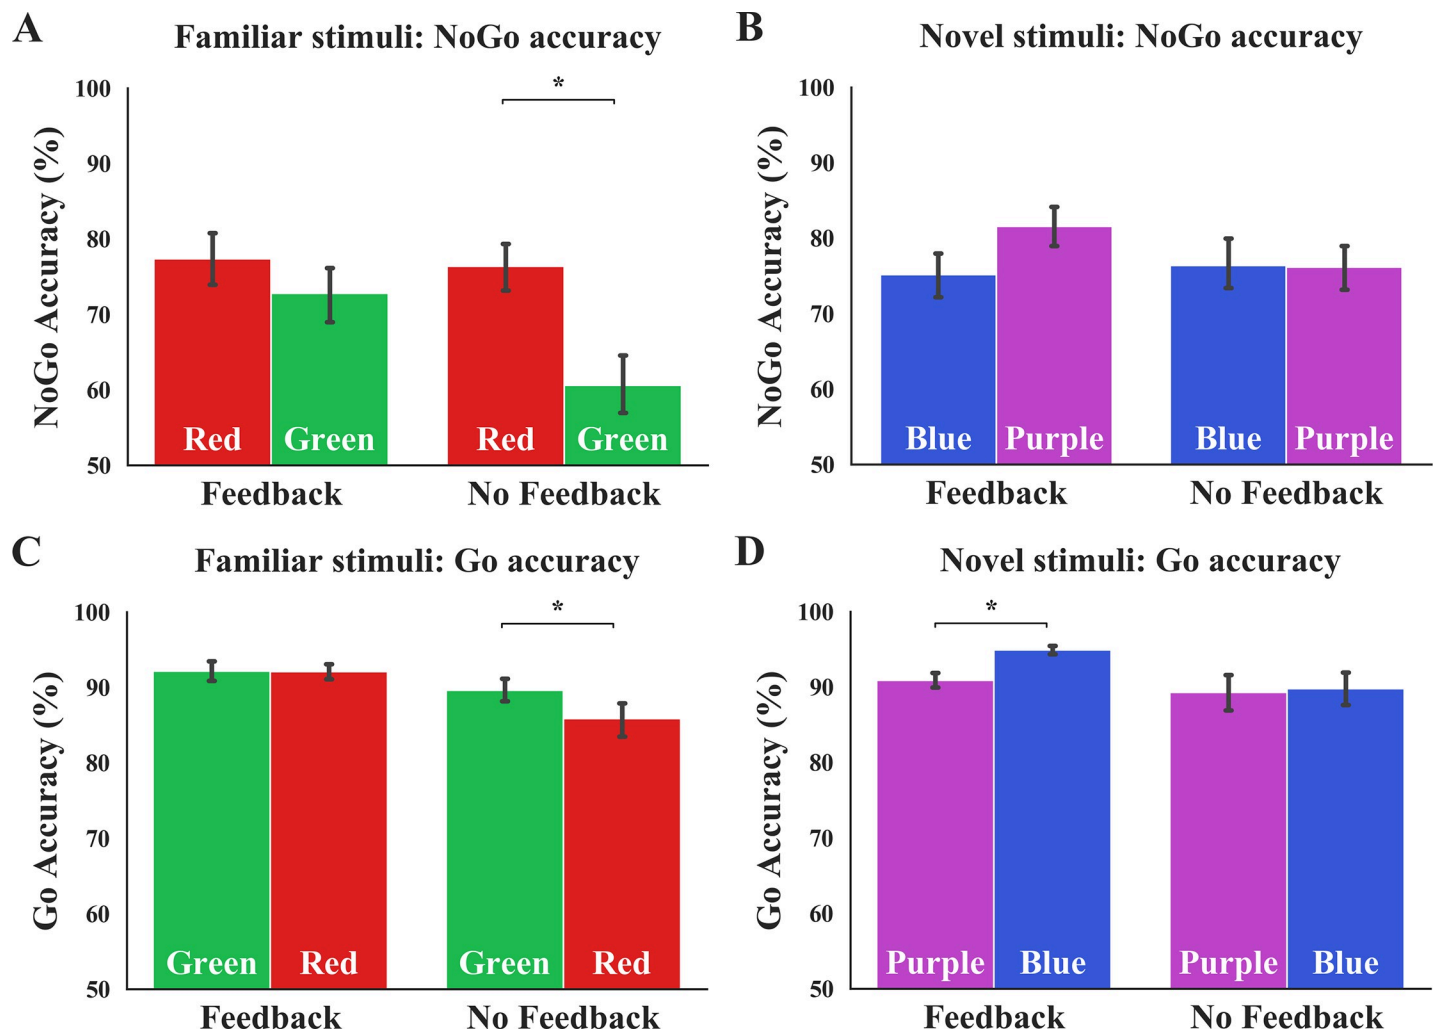 A
Familiar stimuli: NoGo accuracy
*
NoGo Accuracy (%)
100
90
80
70
60
50
Red
Green
Red
Green
Feedback
No Feedback
B
Novel stimuli: NoGo accuracy
NoGo Accuracy (%)
100
90
80
70
60
50
Blue
Purple
Blue
Purple
Feedback
No Feedback
C
Familiar stimuli: Go accuracy
*
Go Accuracy (%)
100
90
80
70
60
50
Green
Red
Green
Red
Feedback
No Feedback
D
Novel stimuli: Go accuracy
*
Go Accuracy (%)
100
90
80
70
60
50
Purple
Blue
Purple
Blue
Feedback
No Feedback